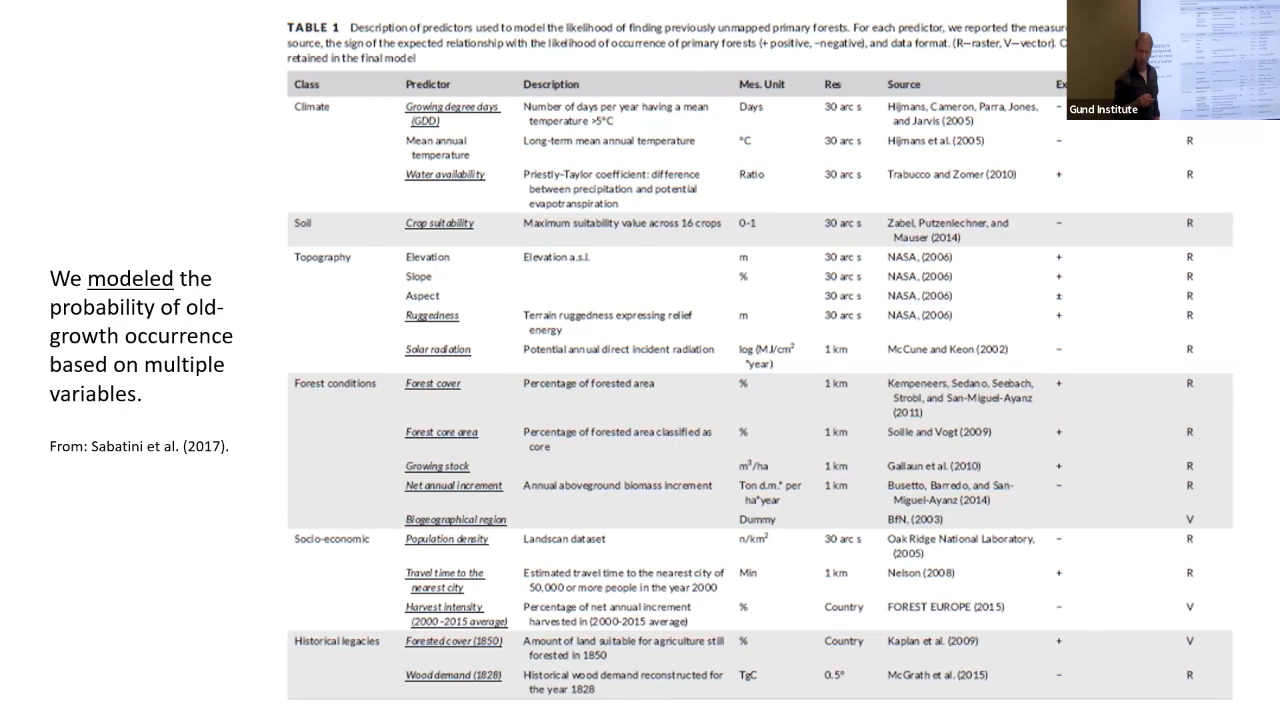 TABLE 1 Description of predictors used to model the likelihood of finding previously unmapped primary forests. For each predictor, we reported the
source, the sign of the expected relationship with the likelihood of occurrence of primary forests (+ positive, −negative), and data format. (R—raster, V—vector).
retained in the final model
Class Predictor Description Mes. Unit Res Source
Climate Growing degree days Number of days per year having a mean Days 30 arc s Hijmans, Cameron, Parra, Jones, −
(GDD) temperature >5°C and Jarvis (2005)
Gund Institute
Mean annual Long-term mean annual temperature °C 30 arc s Hijmans et al. (2005) − R
temperature
Water availability Priestly–Taylor coefficient: difference Ratio 30 arc s Trabucco and Zomer (2010) + R
between precipitation and potential
evapotranspiration
Soil Crop suitability Maximum suitability value across 16 crops 0–1 30 arc s Zabel, Putzenlechner, and − R
Mauser (2014)
Topography Elevation Elevation a.s.l. m 30 arc s NASA, (2006) + R
Slope % 30 arc s NASA, (2006) + R
Aspect 30 arc s NASA, (2006) ± R
Ruggedness Terrain ruggedness expressing relief m 30 arc s NASA, (2006) + R
energy
Solar radiation Potential annual direct incident radiation log (MJ/cm² 1 km McCune and Keon (2002) − R
*year)
Forest conditions Forest cover Percentage of forested area % 1 km Kempeneers, Sedano, Seebach, + R
Strobl, and San-Miguel-Ayanz
(2011)
Forest core area Percentage of forested area classified as % 1 km Soille and Vogt (2009) + R
core
Growing stock m³/ha 1 km Gallaun et al. (2010) + R
Net annual increment Annual aboveground biomass increment Ton d.m.* per 1 km Busetto, Barredo, and San- − R
ha*year Miguel-Ayanz (2014)
Biogeographical region Dummy BfN, (2003) V
Socio-economic Population density Landscan dataset n/km² 30 arc s Oak Ridge National Laboratory, − R
(2005)
Travel time to the Estimated travel time to the nearest city of Min 1 km Nelson (2008) + R
nearest city 50,000 or more people in the year 2000
Harvest intensity Percentage of net annual increment % Country FOREST EUROPE (2015) − V
(2000–2015 average) harvested in (2000-2015 average)
Historical legacies Forested cover (1850) Amount of land suitable for agriculture still % Country Kaplan et al. (2009) + V
forested in 1850
Wood demand (1828) Historical wood demand reconstructed for TgC 0.5° McGrath et al. (2015) − R
the year 1828
We modeled the
probability of old-
growth occurrence
based on multiple
variables.
From: Sabatini et al. (2017).